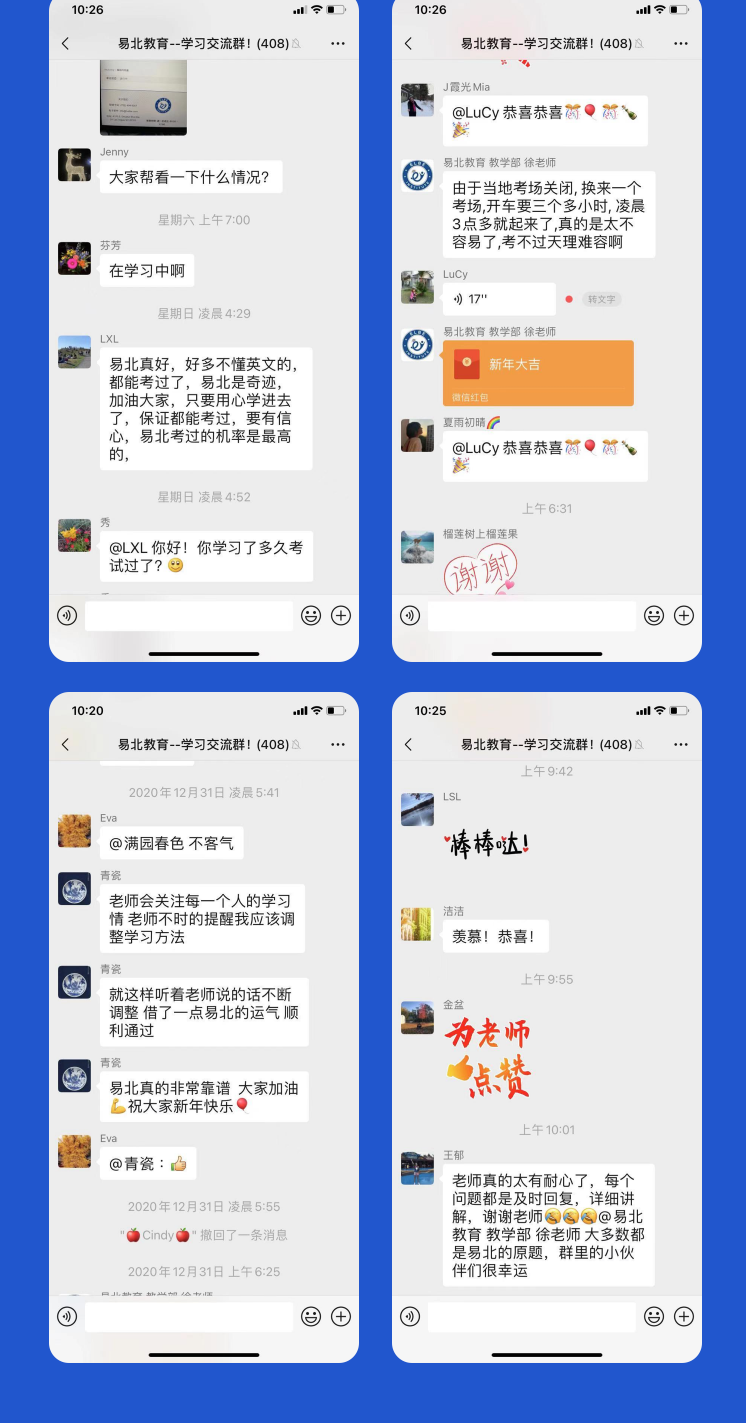 10:26
易北教育--学习交流群！(408)
Jenny
大家帮看一下什么情况？
星期六 上午7:00
芬芳
在学习中啊
星期日 凌晨4:29
LXL
易北真好，好多不懂英文的，
都能考过了，易北是奇迹，
加油大家，只要用心学进去
了，保证都能考过，要有信
心，易北考过的机率是最高
的，
星期日 凌晨4:52
秀
@LXL 你好！你学习了多久考
试过了？
10:26
易北教育--学习交流群！(408)
J霞光Mia
@LuCy 恭喜恭喜
易北教育 教学部 徐老师
由于当地考场关闭, 换来一个
考场,开车要三个多小时, 凌晨
3点多就起来了,真的是太不
容易了,考不过天理难容啊
LuCy
17''
转文字
易北教育 教学部 徐老师
新年大吉
微信红包
夏雨初晴🌈
@LuCy 恭喜恭喜
上午6:31
榴莲树上榴莲果
谢谢
10:20
易北教育--学习交流群！(408)
2020年12月31日 凌晨5:41
Eva
@满园春色 不客气
青瓷
老师会关注每一个人的学习
情 老师不时的提醒我应该调
整学习方法
青瓷
就这样听着老师说的话不断
调整 借了一点易北的运气 顺
利通过
青瓷
易北真的非常靠谱 大家加油
💪祝大家新年快乐🎈
Eva
@青瓷：👍
2020年12月31日 凌晨5:55
"🍎Cindy🍎" 撤回了一条消息
2020年12月31日 上午6:25
易北教育 教学部 徐老师
10:25
易北教育--学习交流群！(408)
上午9:42
LSL
棒棒哒!
洁洁
羡慕！恭喜！
上午9:55
金盆
为老师
点赞
上午10:01
王郁
老师真的太有耐心了，每个
问题都是及时回复，详细讲
解，谢谢老师@易北
教育 教学部 徐老师 大多数都
是易北的原题，群里的小伙
伴们很幸运